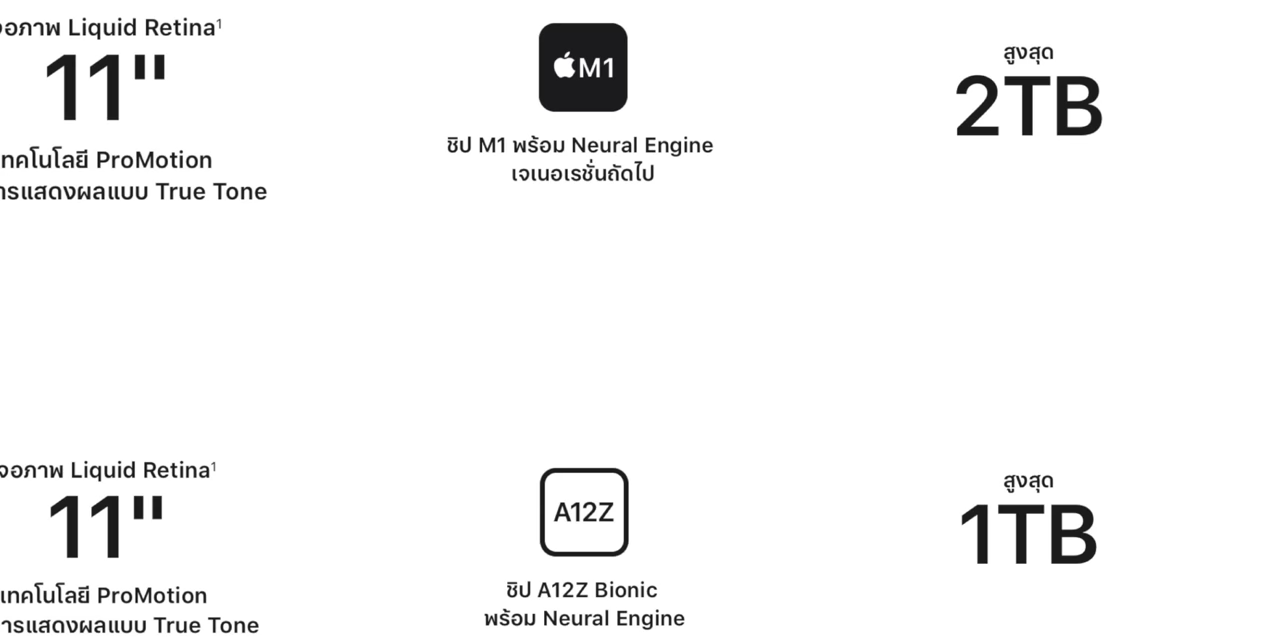 จอภาพ Liquid Retina¹
11"
เทคโนโลยี ProMotion
การแสดงผลแบบ True Tone
M1
ชิป M1 พร้อม Neural Engine
เจเนอเรชั่นถัดไป
สูงสุด
2TB
จอภาพ Liquid Retina¹
11"
เทคโนโลยี ProMotion
การแสดงผลแบบ True Tone
A12Z
ชิป A12Z Bionic
พร้อม Neural Engine
สูงสุด
1TB